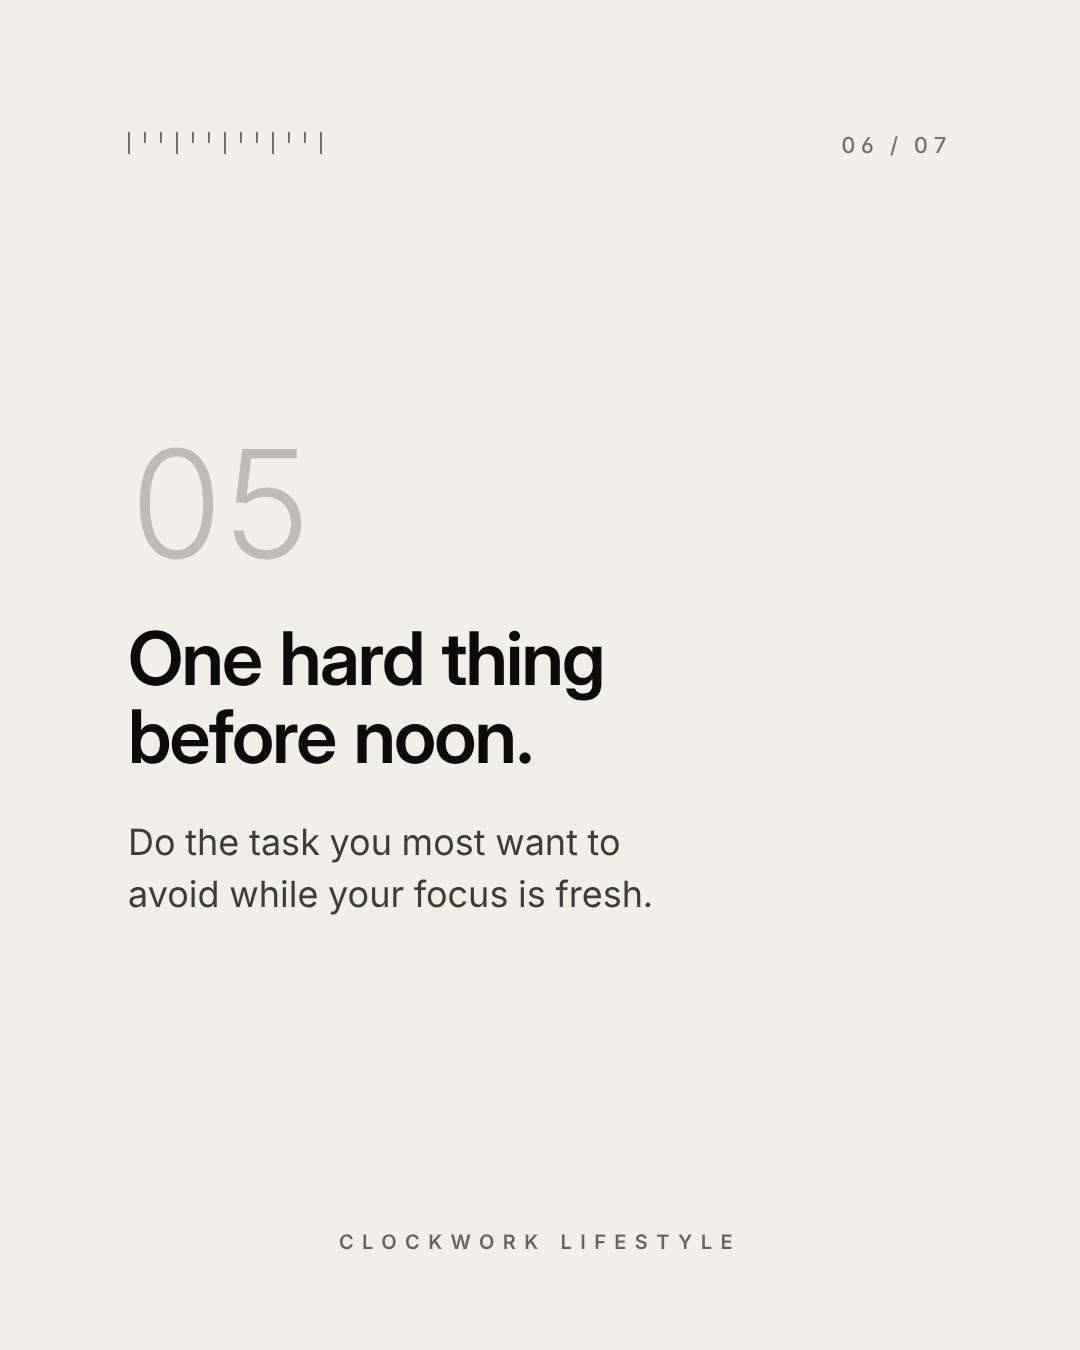 06 / 07
05
One hard thing
before noon.
Do the task you most want to
avoid while your focus is fresh.
CLOCKWORK LIFESTYLE